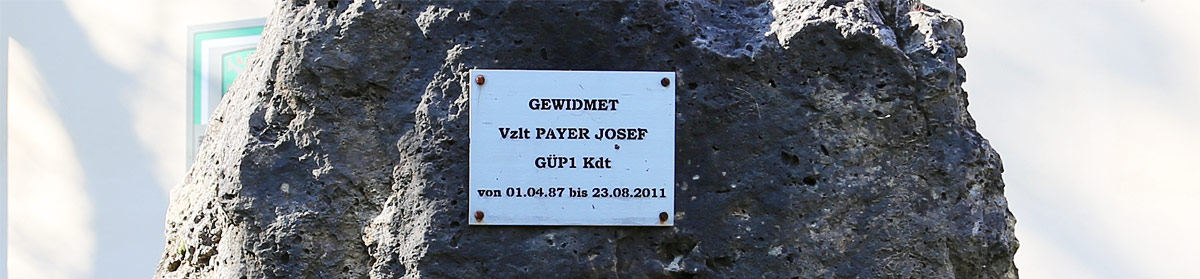 GEWIDMET
Vzlt PAYER JOSEF
GÜP1 Kdt
von 01.04.87 bis 23.08.2011